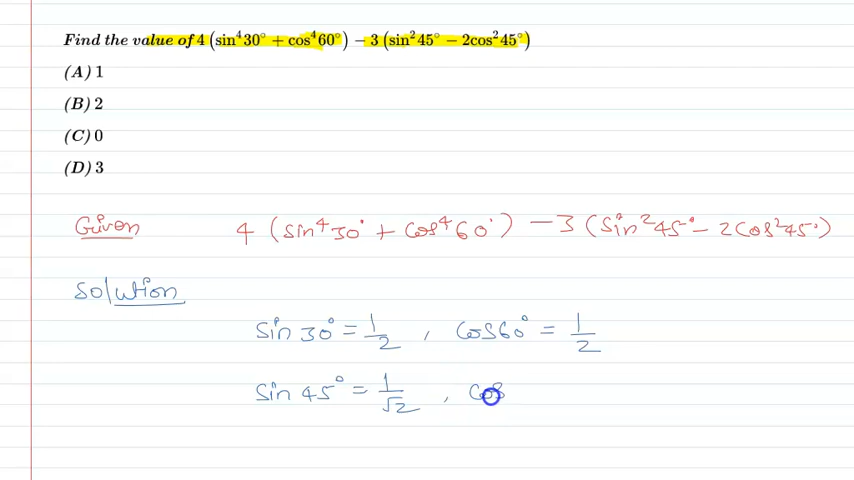 Find the value of 4 (sin⁴30° + cos⁴60°) − 3 (sin²45° − 2cos²45°)
(A) 1
(B) 2
(C) 0
(D) 3
Given 4 (sin⁴30° + cos⁴60°) − 3 (sin²45° − 2cos²45°)
Solution
sin 30° = 1/2 , cos60° = 1/2
sin 45° = 1/√2 , cos